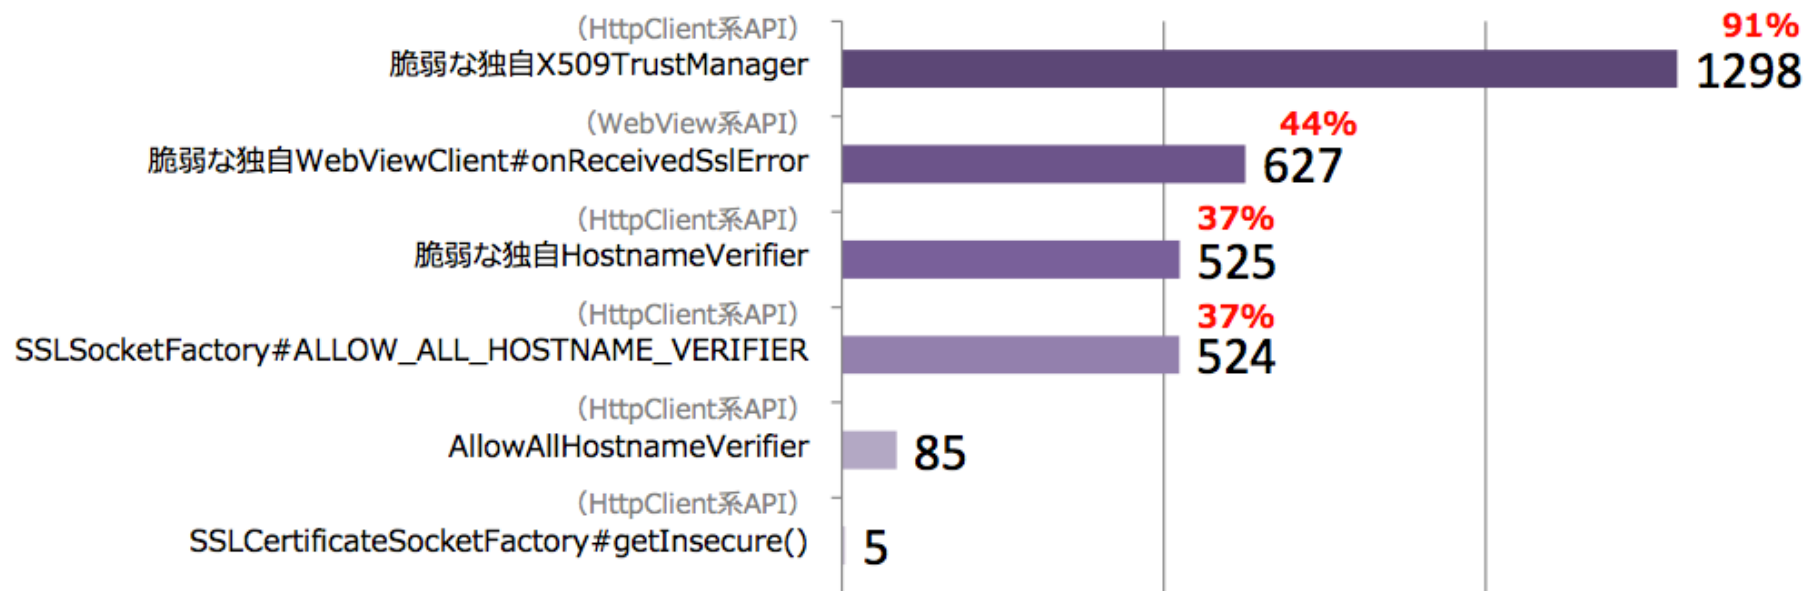 （HttpClient系API）
91%
脆弱な独自X509TrustManager
1298
（WebView系API）
44%
脆弱な独自WebViewClient#onReceivedSslError
627
（HttpClient系API）
37%
脆弱な独自HostnameVerifier
525
（HttpClient系API）
37%
SSLSocketFactory#ALLOW_ALL_HOSTNAME_VERIFIER
524
（HttpClient系API）
AllowAllHostnameVerifier
85
（HttpClient系API）
SSLCertificateSocketFactory#getInsecure()
5